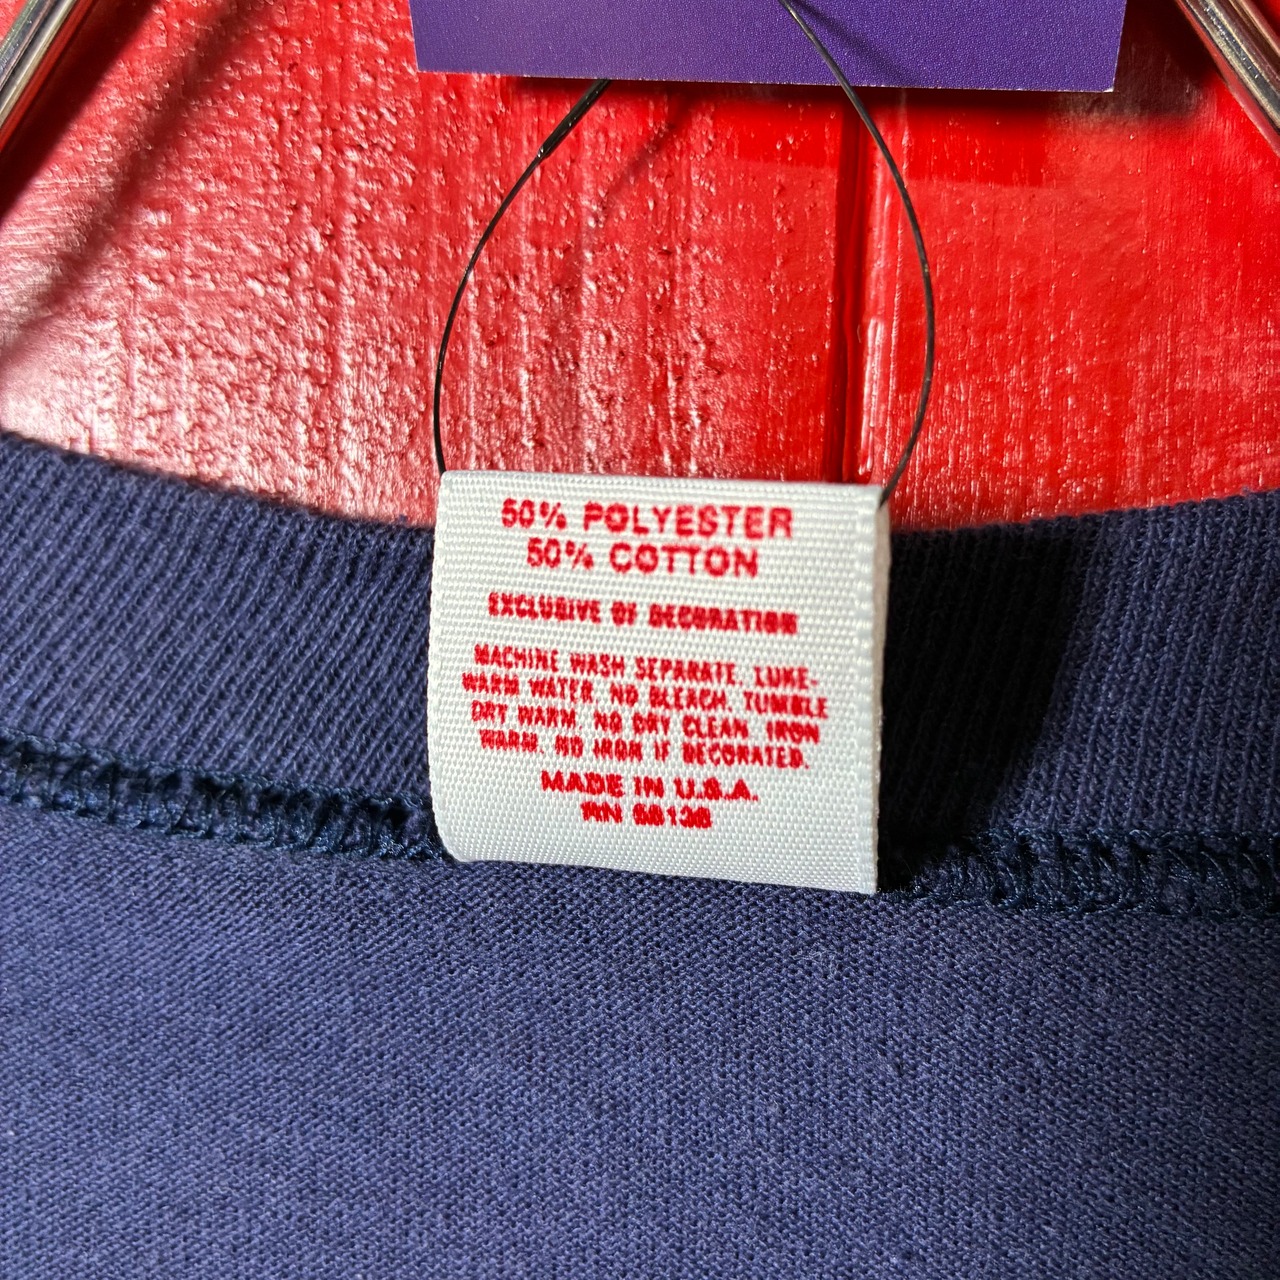 50% POLYESTER
50% COTTON
EXCLUSIVE OF DECORATION
MACHINE WASH SEPARATE, LUKE-
WARM WATER, NO BLEACH, TUMBLE
DRY WARM, NO DRY CLEAN, IRON
WARM, NO IRON IF DECORATED.
MADE IN U.S.A.
RN